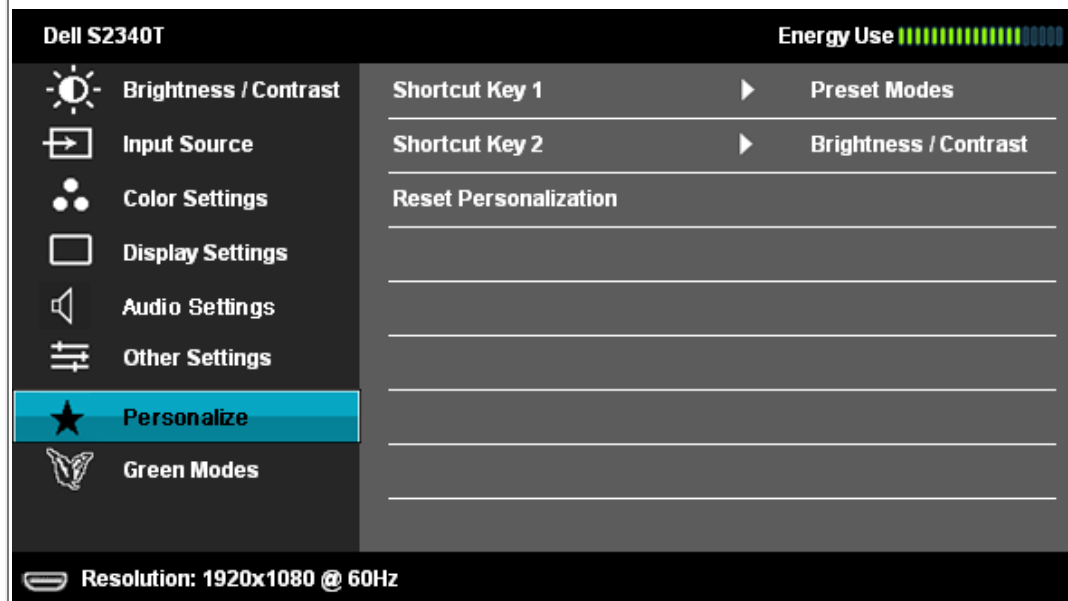 Dell S2340T Energy Use
Brightness / Contrast Shortcut Key 1 Preset Modes
Input Source Shortcut Key 2 Brightness / Contrast
Color Settings Reset Personalization
Display Settings
Audio Settings
Other Settings
Personalize
Green Modes
Resolution: 1920x1080 @ 60Hz